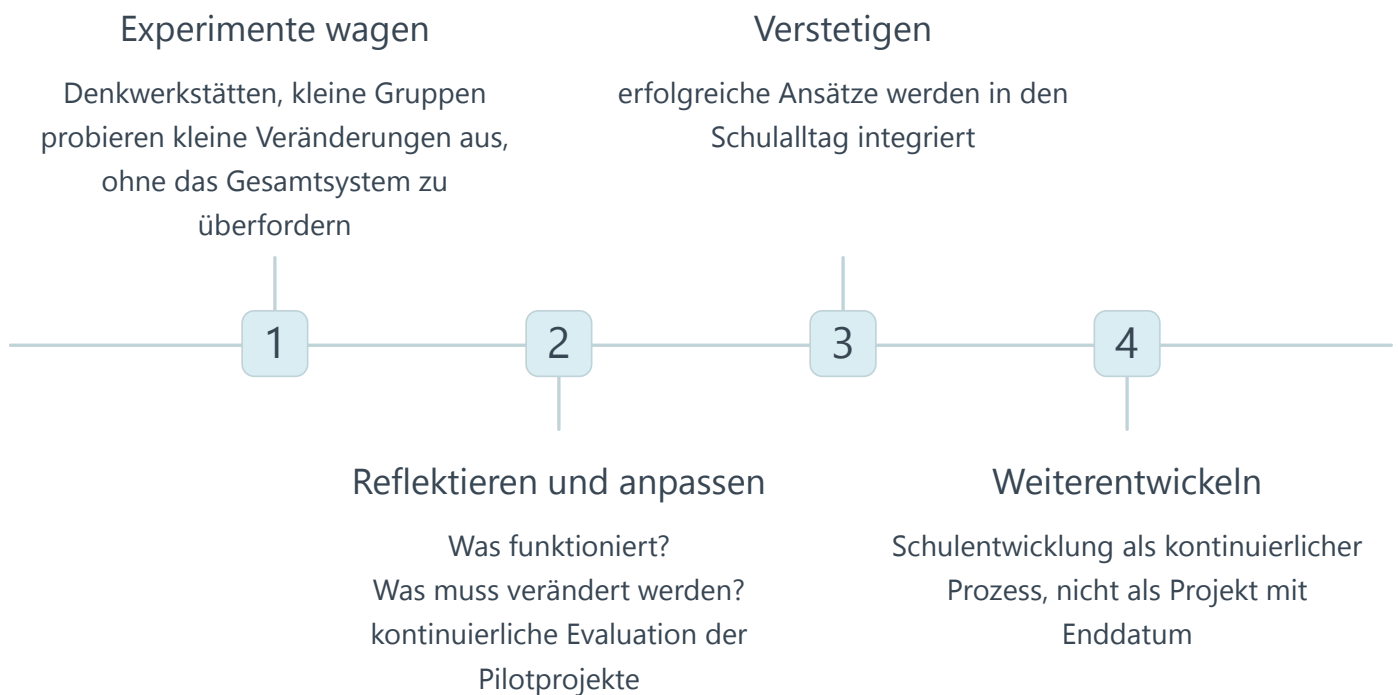 Experimente wagen
Denkwerkstätten, kleine Gruppen
probieren kleine Veränderungen aus,
ohne das Gesamtsystem zu
überfordern
Verstetigen
erfolgreiche Ansätze werden in den
Schulalltag integriert
1
2
3
4
Reflektieren und anpassen
Was funktioniert?
Was muss verändert werden?
kontinuierliche Evaluation der
Pilotprojekte
Weiterentwickeln
Schulentwicklung als kontinuierlicher
Prozess, nicht als Projekt mit
Enddatum